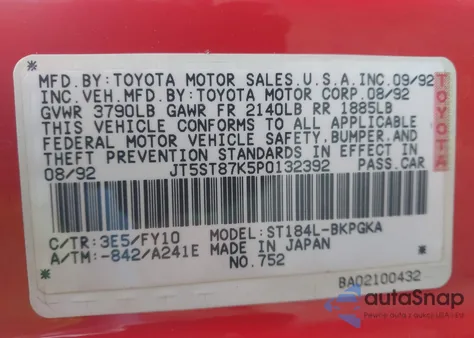 MFD. BY: TOYOTA MOTOR SALES, U.S.A. INC. 09/92
INC. VEH. MFD. BY: TOYOTA MOTOR CORP. 08/92
GVWR 3790LB GAWR FR 2140LB RR 1885LB
THIS VEHICLE CONFORMS TO ALL APPLICABLE
FEDERAL MOTOR VEHICLE SAFETY, BUMPER, AND
THEFT PREVENTION STANDARDS IN EFFECT IN
08/92 JT5ST87K5P0132392 PASS. CAR
TOYOTA
C/TR: 3E5/FY10 MODEL: ST184L-BKPGKA
A/TM: -842/A241E MADE IN JAPAN
NO. 752
BA02100432
autoSnap